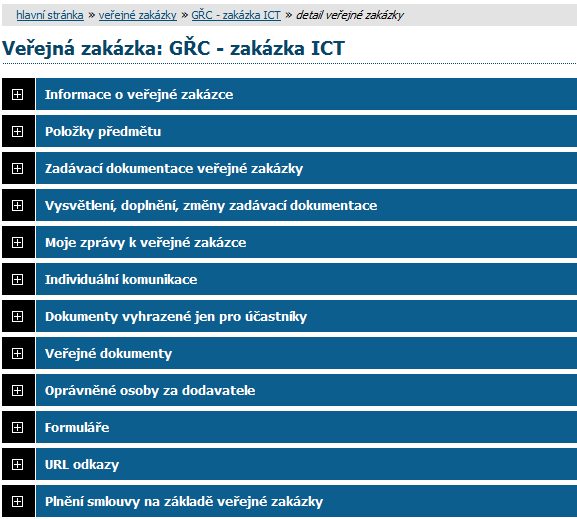 hlavní stránka » veřejné zakázky » GŘC - zakázka ICT » detail veřejné zakázky
Veřejná zakázka: GŘC - zakázka ICT
Informace o veřejné zakázce
Položky předmětu
Zadávací dokumentace veřejné zakázky
Vysvětlení, doplnění, změny zadávací dokumentace
Moje zprávy k veřejné zakázce
Individuální komunikace
Dokumenty vyhrazené jen pro účastníky
Veřejné dokumenty
Oprávněné osoby za dodavatele
Formuláře
URL odkazy
Plnění smlouvy na základě veřejné zakázky